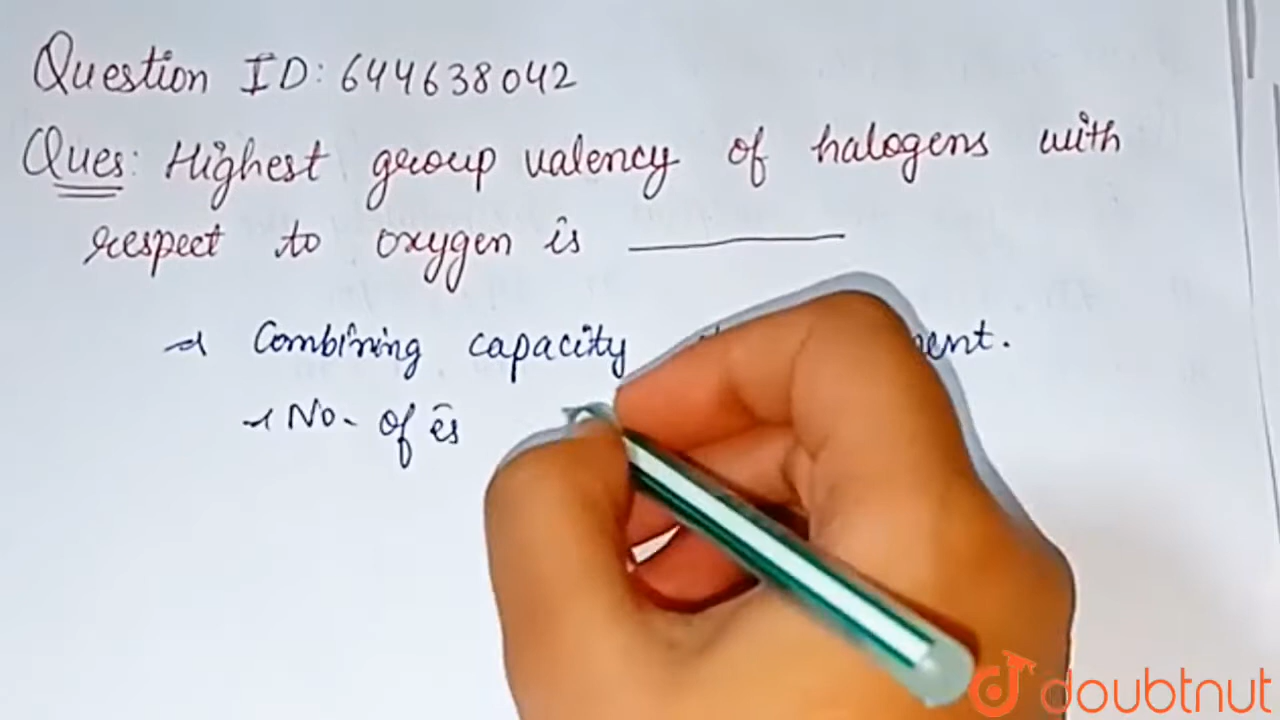 Question ID: 644638042
Ques: Highest group valency of halogens with
respect to oxygen is
Combining capacity
No. of ēs
doubtnut